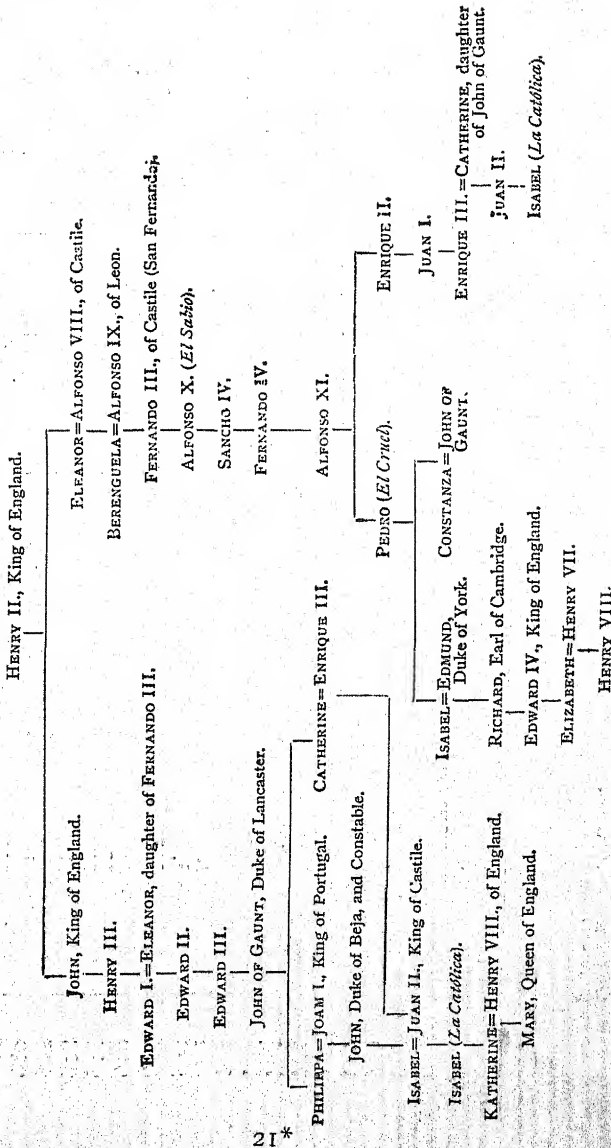 HENRY II., King of England.
JOHN, King of England.
HENRY III.
EDWARD I.=ELEANOR, daughter of FERNANDO III.
EDWARD II.
EDWARD III.
JOHN OF GAUNT, Duke of Lancaster.
PHILIPPA=JOAM I., King of Portugal.
CATHERINE=ENRIQUE III.
JOHN, Duke of Beja, and Constable.
ISABEL=JUAN II., King of Castile.
ISABEL (La Católica).
KATHERINE=HENRY VIII., of England.
MARY, Queen of England.
ELEANOR=ALFONSO VIII., of Castile.
BERENGUELA=ALFONSO IX., of Leon.
FERNANDO III., of Castile (San Fernando).
ALFONSO X. (El Sabio).
SANCHO IV.
FERNANDO IV.
ALFONSO XI.
PEDRO (El Cruel).
ISABEL=EDMUND,
Duke of York.
RICHARD, Earl of Cambridge.
EDWARD IV., King of England.
ELIZABETH=HENRY VII.
HENRY VIII.
CONSTANZA=JOHN OF
GAUNT.
ENRIQUE II.
JUAN I.
ENRIQUE III.=CATHERINE, daughter
of John of Gaunt.
JUAN II.
ISABEL (La Católica).
21*